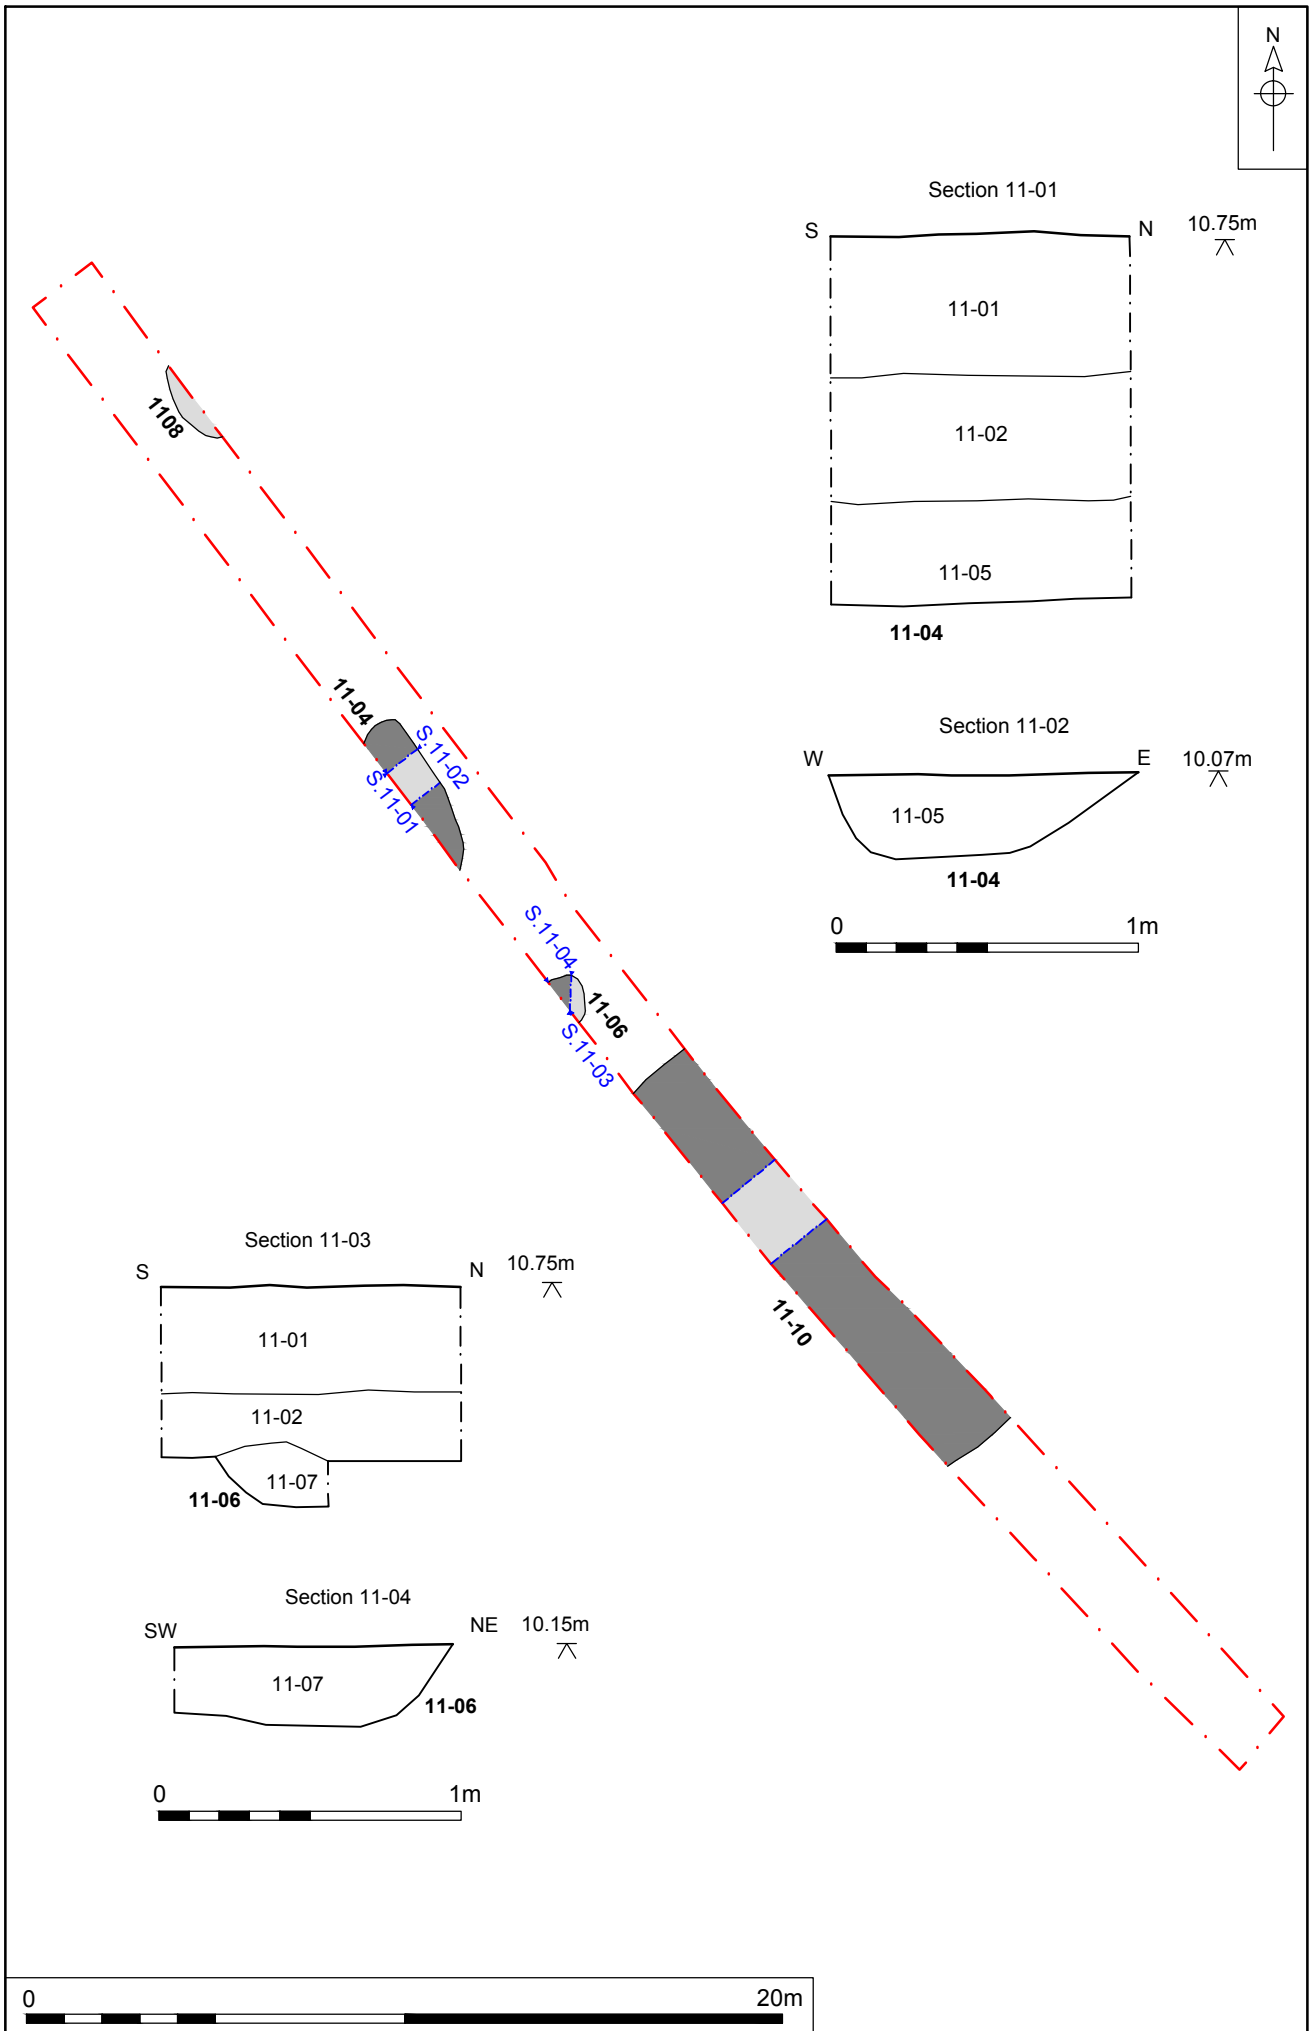 N
Section 11-01
S
N
10.75m
11-01
11-02
11-05
11-04
1108
11-04
S.11-02
S.11-01
Section 11-02
W
E
10.07m
11-05
11-04
0
1m
S.11-04
11-06
S.11-03
11-10
Section 11-03
S
N
10.75m
11-01
11-02
11-07
11-06
Section 11-04
SW
NE
10.15m
11-07
11-06
0
1m
0
20m